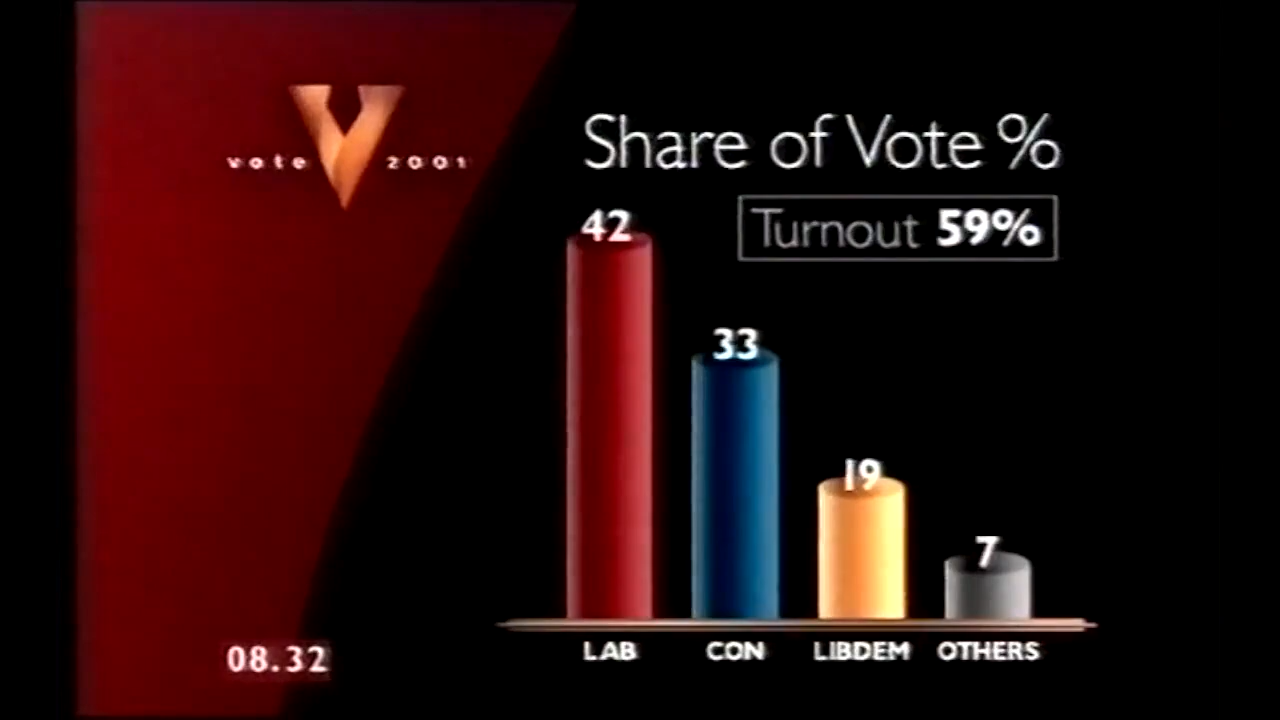 vote 2001
Share of Vote %
Turnout 59%
42
33
19
7
LAB CON LIBDEM OTHERS
08.32